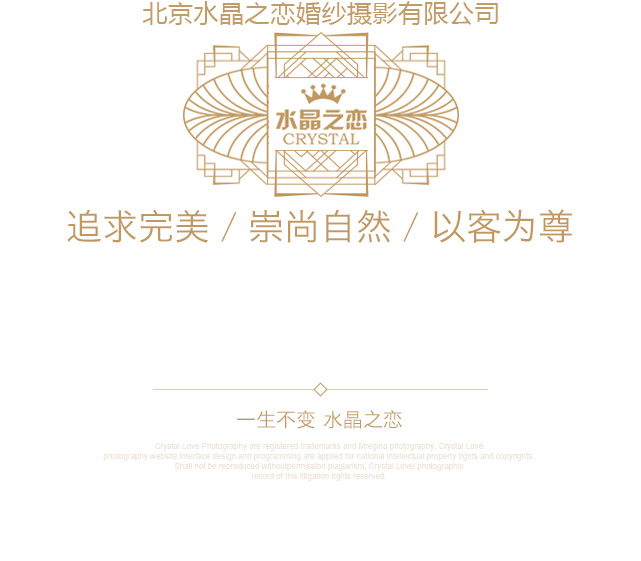 北京水晶之恋婚纱摄影有限公司
水晶之恋
CRYSTAL
追求完美 / 崇尚自然 / 以客为尊
一生不变 水晶之恋
Crystal Love Photography are registered trademarks and Mregina photography, Crystal Love
photography website interface design and programming are applied for national intellectual property rights and copyrights.
Shall not be reproduced withoutpermission plagiarism, Crystal Lovel photographic
record of this litigation rights reserved.